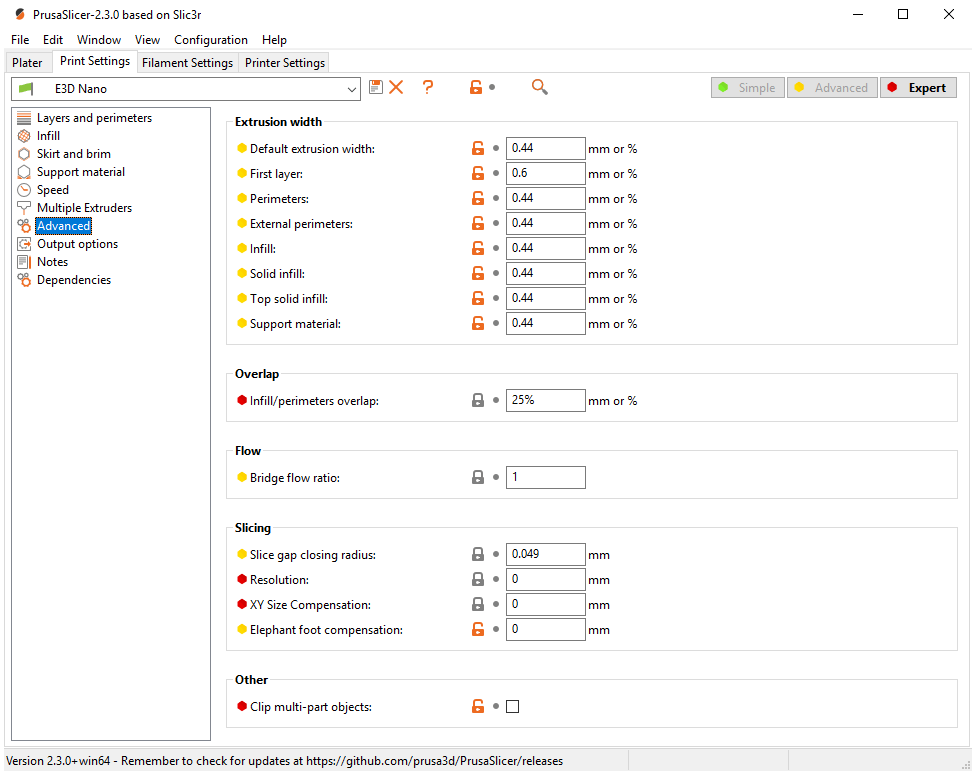 PrusaSlicer-2.3.0 based on Slic3r
File Edit Window View Configuration Help
Plater Print Settings Filament Settings Printer Settings
E3D Nano ? Simple Advanced Expert
Layers and perimeters
Infill
Skirt and brim
Support material
Speed
Multiple Extruders
Advanced
Output options
Notes
Dependencies
Extrusion width
Default extrusion width: 0.44 mm or %
First layer: 0.6 mm or %
Perimeters: 0.44 mm or %
External perimeters: 0.44 mm or %
Infill: 0.44 mm or %
Solid infill: 0.44 mm or %
Top solid infill: 0.44 mm or %
Support material: 0.44 mm or %
Overlap
Infill/perimeters overlap: 25% mm or %
Flow
Bridge flow ratio: 1
Slicing
Slice gap closing radius: 0.049 mm
Resolution: 0 mm
XY Size Compensation: 0 mm
Elephant foot compensation: 0 mm
Other
Clip multi-part objects:
Version 2.3.0+win64 - Remember to check for updates at https://github.com/prusa3d/PrusaSlicer/releases